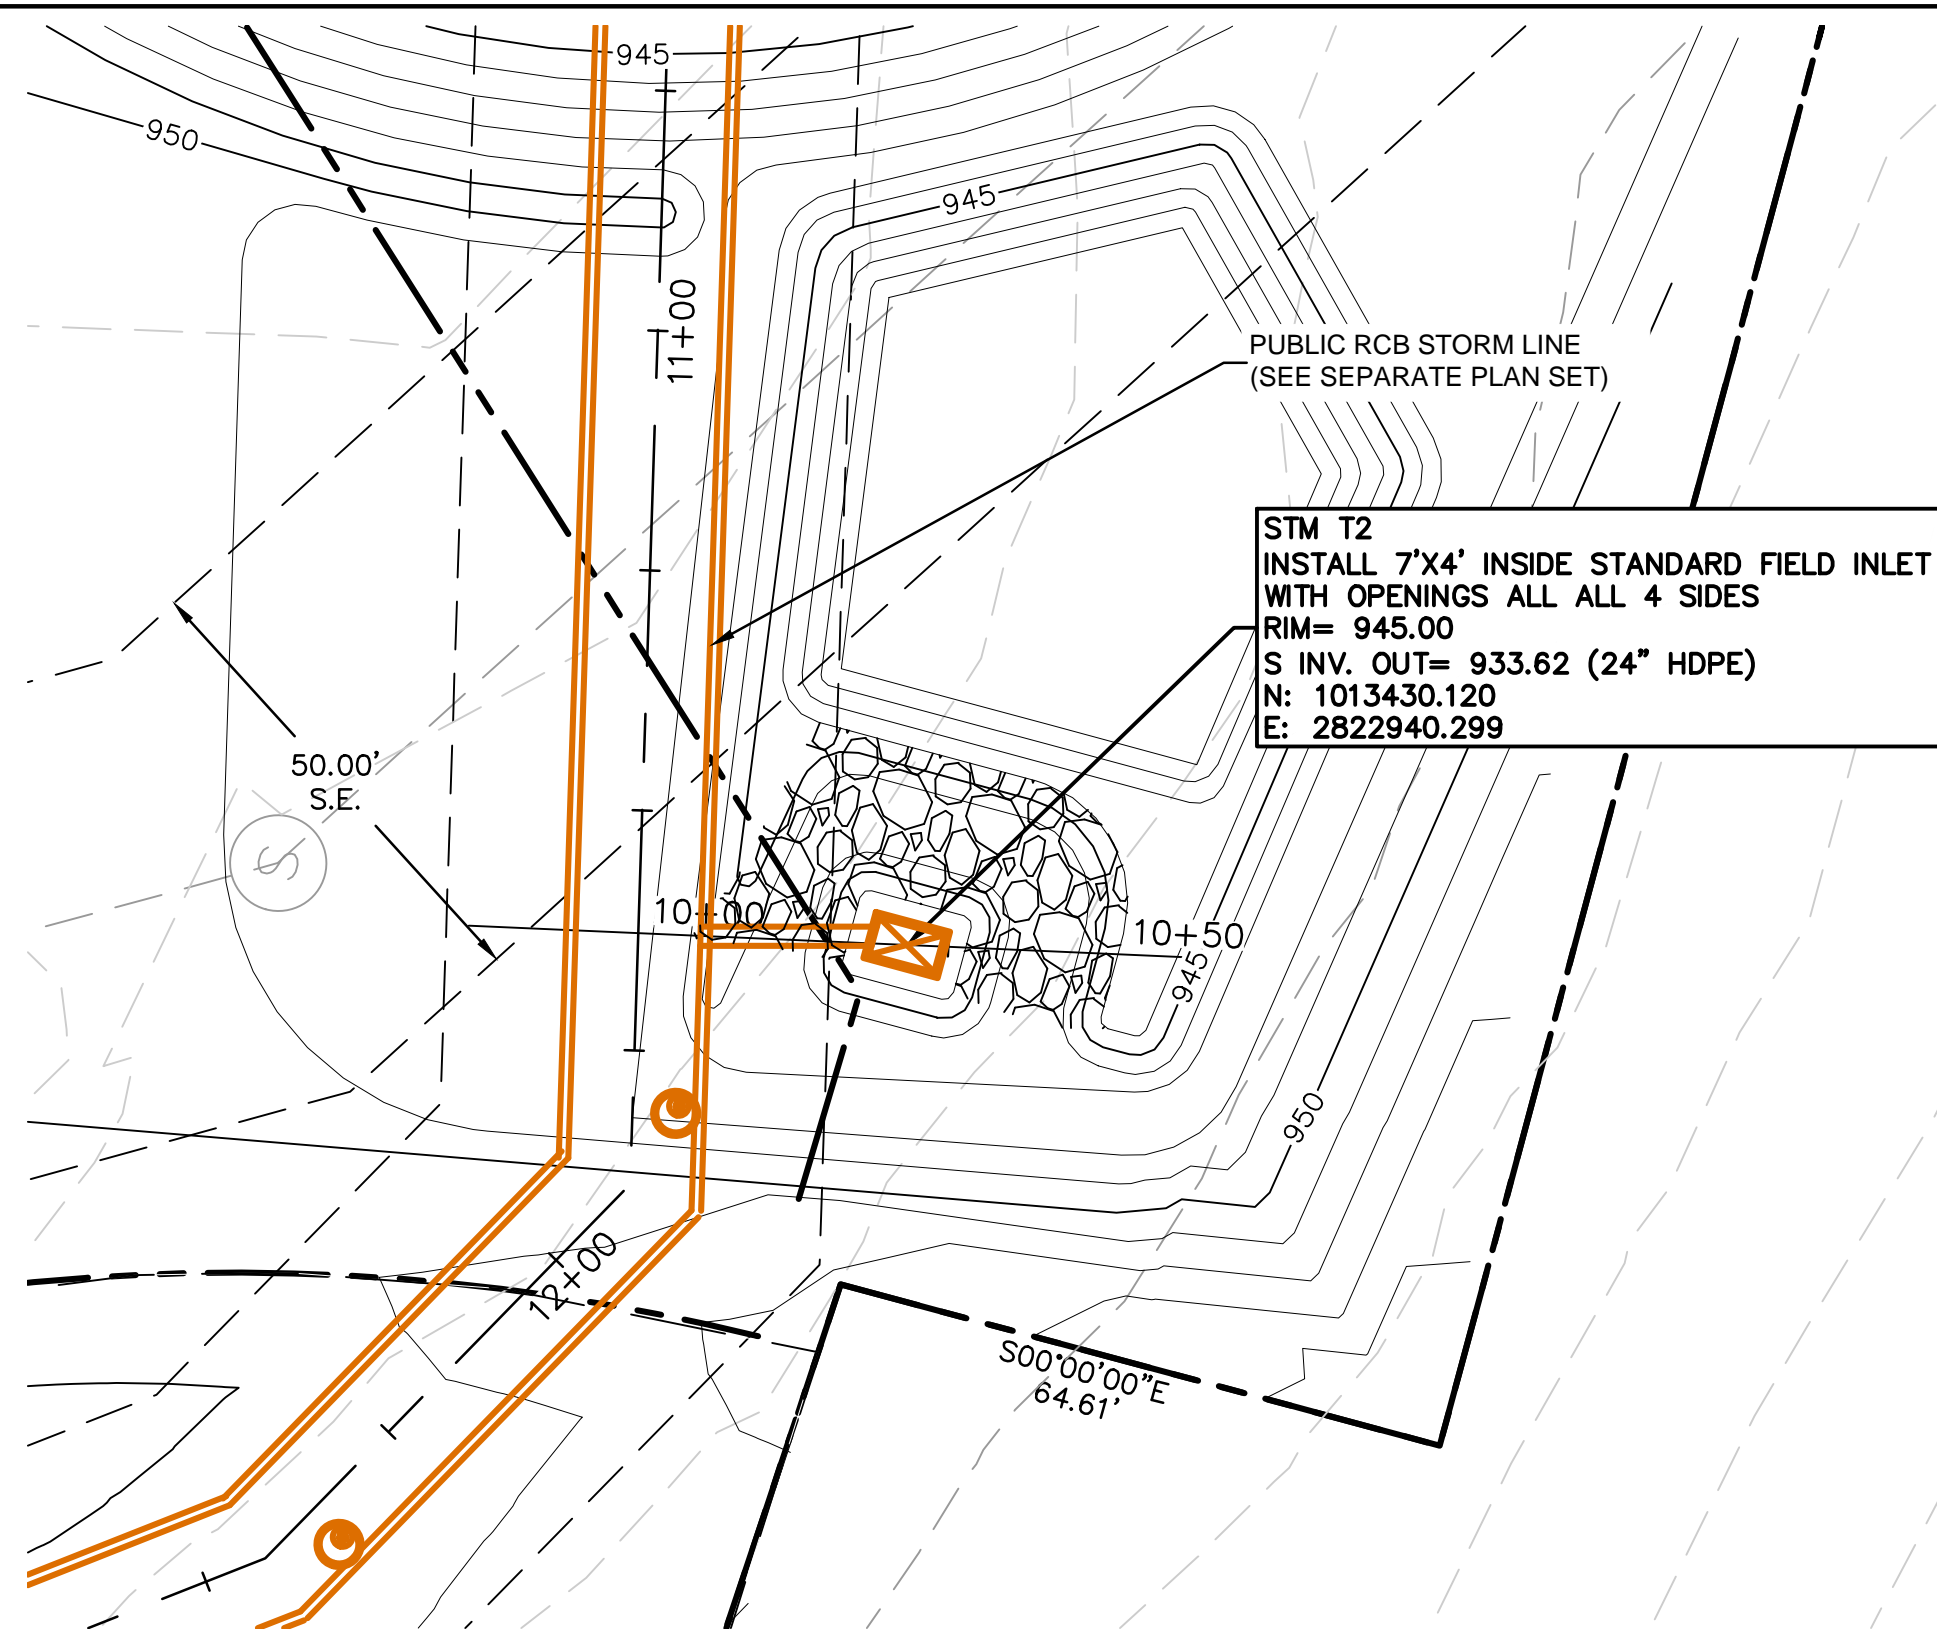 945
950
945
11+00
PUBLIC RCB STORM LINE
(SEE SEPARATE PLAN SET)
STM T2
INSTALL 7'X4' INSIDE STANDARD FIELD INLET
WITH OPENINGS ALL ALL 4 SIDES
RIM= 945.00
S INV. OUT= 933.62 (24" HDPE)
N: 1013430.120
E: 2822940.299
50.00'
S.E.
S
10+00
10+50
945
950
12+00
S00°00'00"E
64.61'